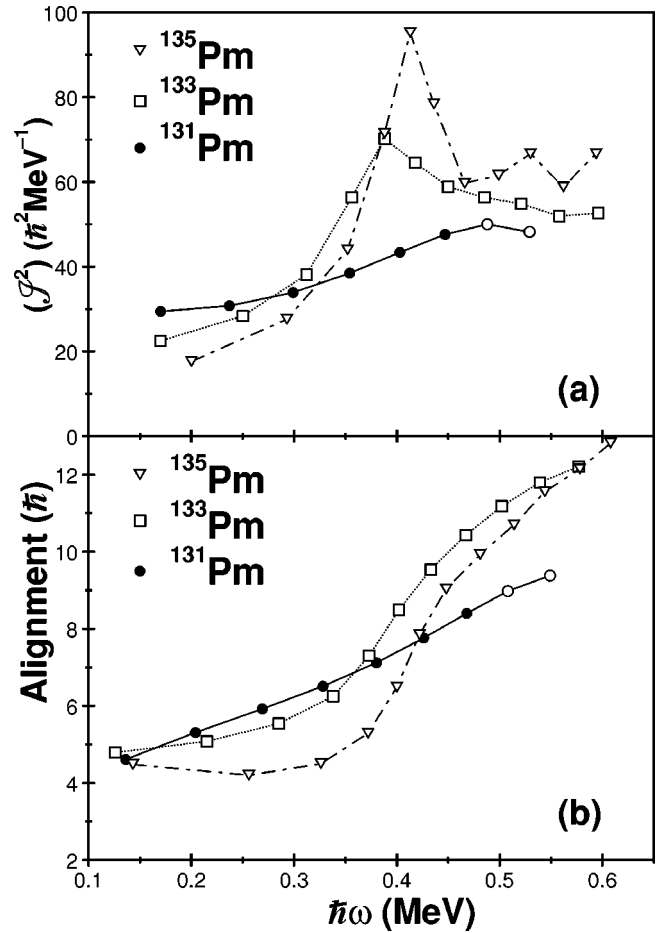 100
80
60
40
20
0
(𝒥²) (ħ²MeV⁻¹)
¹³⁵Pm
¹³³Pm
¹³¹Pm
(a)
12
10
8
6
4
2
Alignment (ħ)
¹³⁵Pm
¹³³Pm
¹³¹Pm
(b)
0.1 0.2 0.3 0.4 0.5 0.6
ħω (MeV)